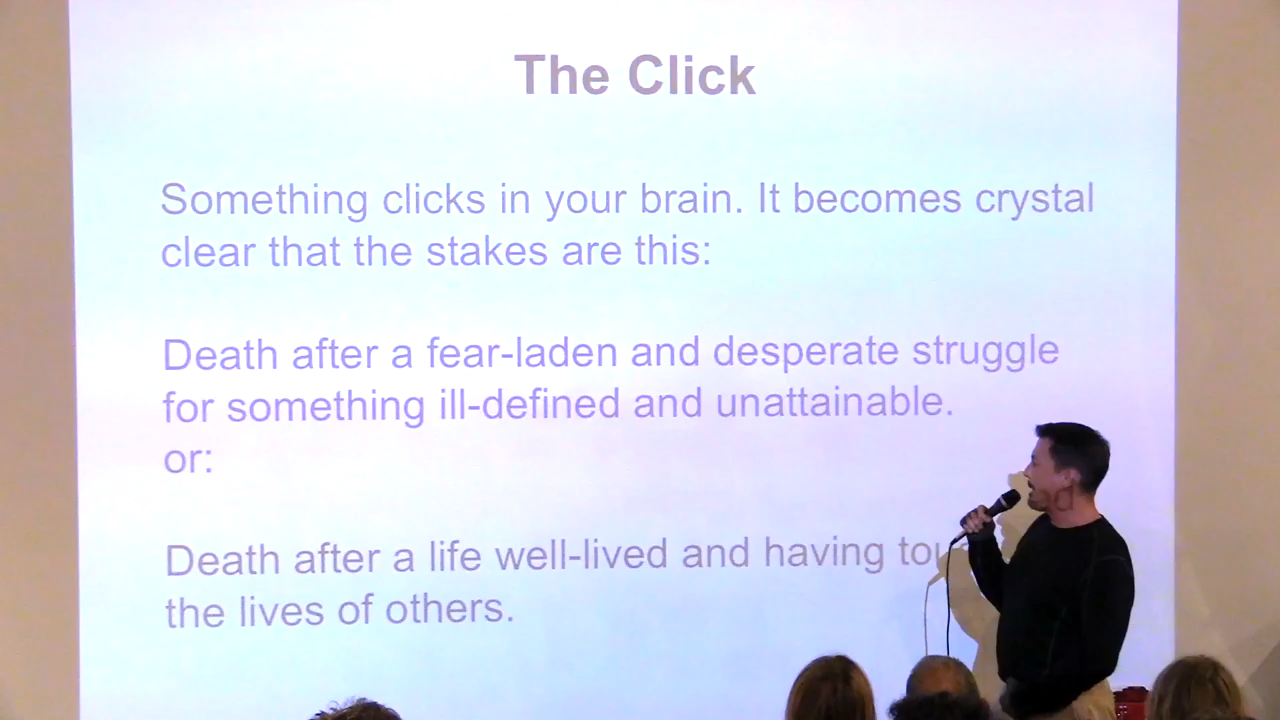 The Click
Something clicks in your brain. It becomes crystal
clear that the stakes are this:
Death after a fear-laden and desperate struggle
for something ill-defined and unattainable.
or:
Death after a life well-lived and having
the lives of others.